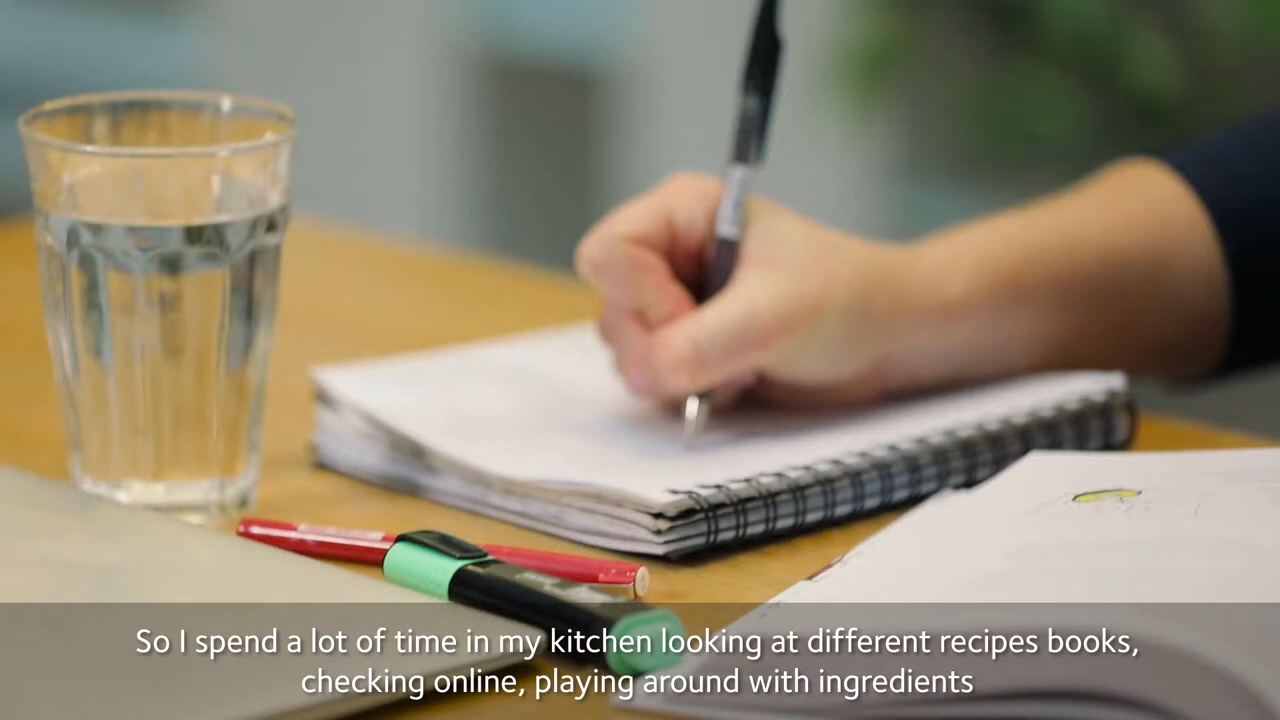 So I spend a lot of time in my kitchen looking at different recipes books,
checking online, playing around with ingredients